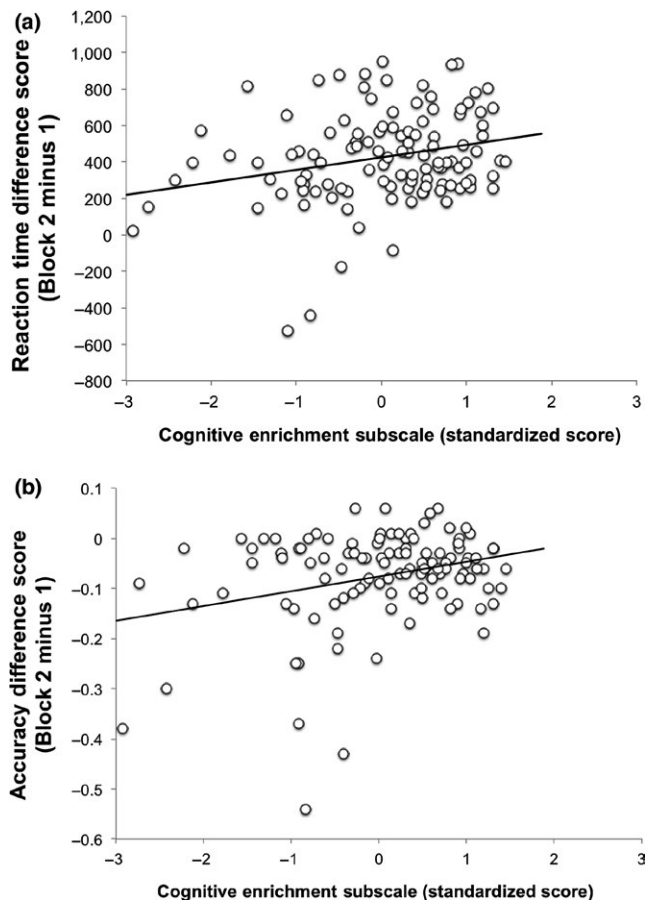 (a)
1,200
1,000
800
600
400
200
0
–200
–400
–600
–800
Reaction time difference score
(Block 2 minus 1)
–3 –2 –1 0 1 2 3
Cognitive enrichment subscale (standardized score)
(b)
0.1
0
–0.1
–0.2
–0.3
–0.4
–0.5
–0.6
Accuracy difference score
(Block 2 minus 1)
–3 –2 –1 0 1 2 3
Cognitive enrichment subscale (standardized score)